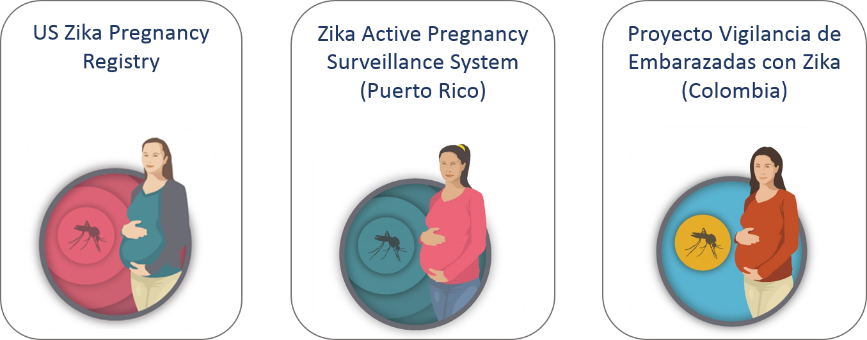 US Zika Pregnancy
Registry
Zika Active Pregnancy
Surveillance System
(Puerto Rico)
Proyecto Vigilancia de
Embarazadas con Zika
(Colombia)